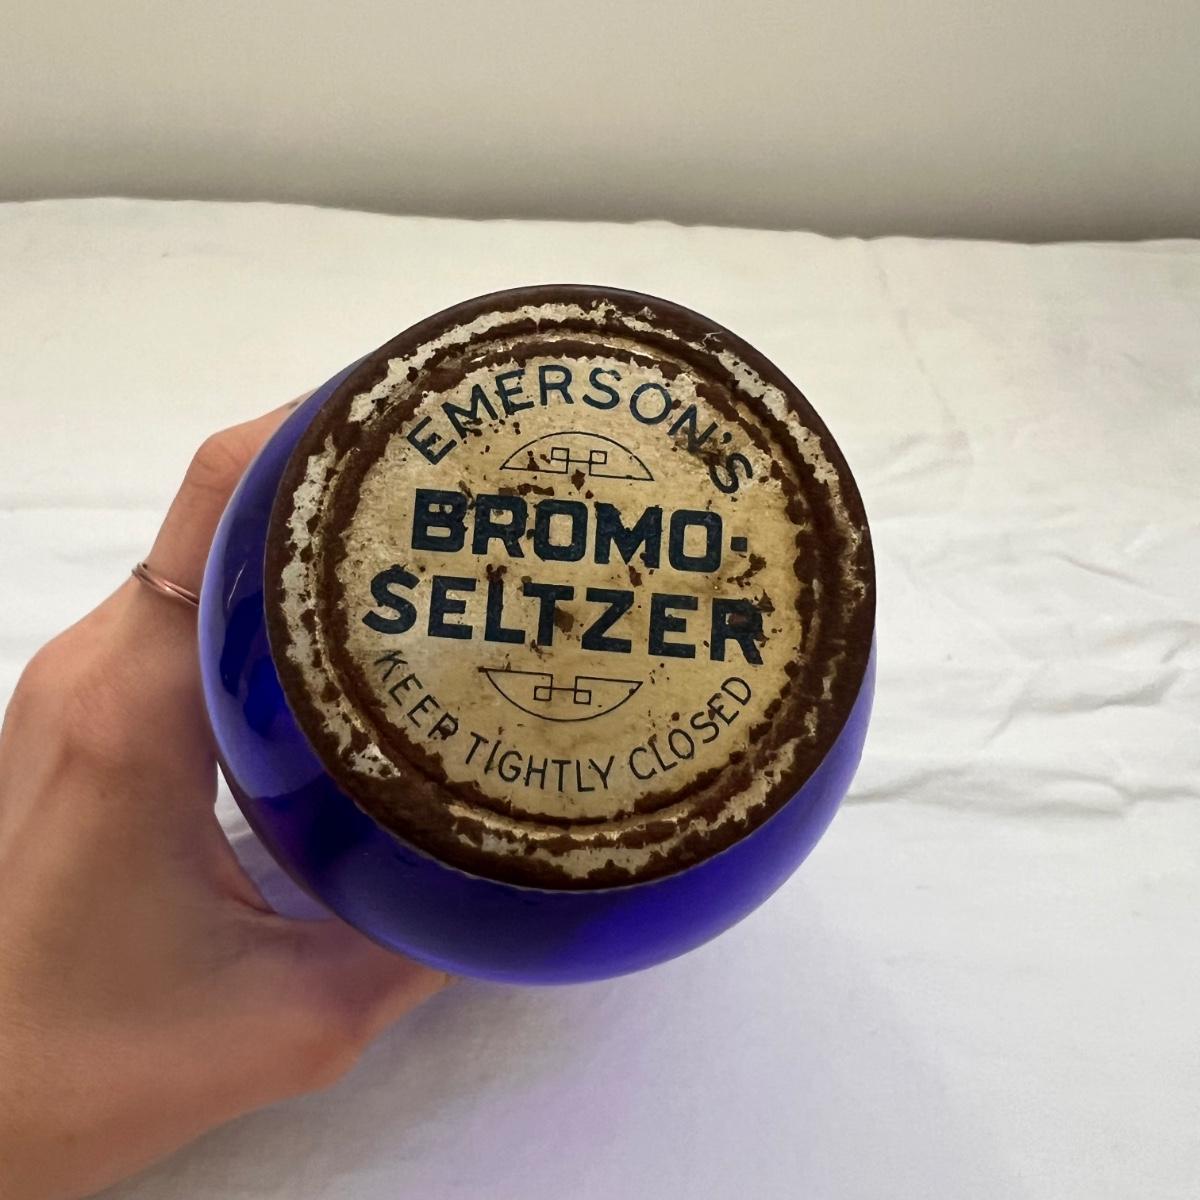 EMERSON'S
BROMO-
SELTZER
KEEP TIGHTLY CLOSED